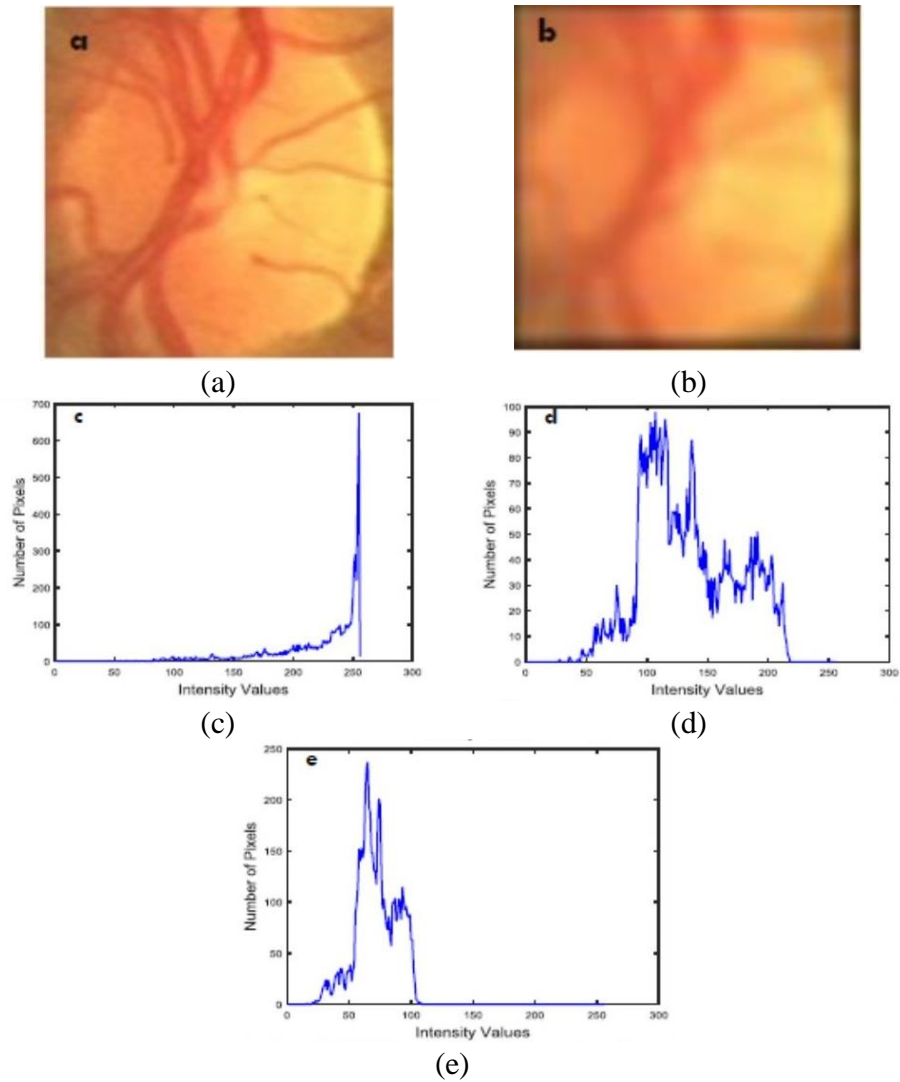 a
b
(a)
(b)
c
700
600
500
400
300
200
100
0
0 50 100 150 200 250 300
Number of Pixels
Intensity Values
d
100
90
80
70
60
50
40
30
20
10
0
0 50 100 150 200 250 300
Number of Pixels
Intensity Values
(c)
(d)
e
250
200
150
100
50
0
0 50 100 150 200 250 300
Number of Pixels
Intensity Values
(e)